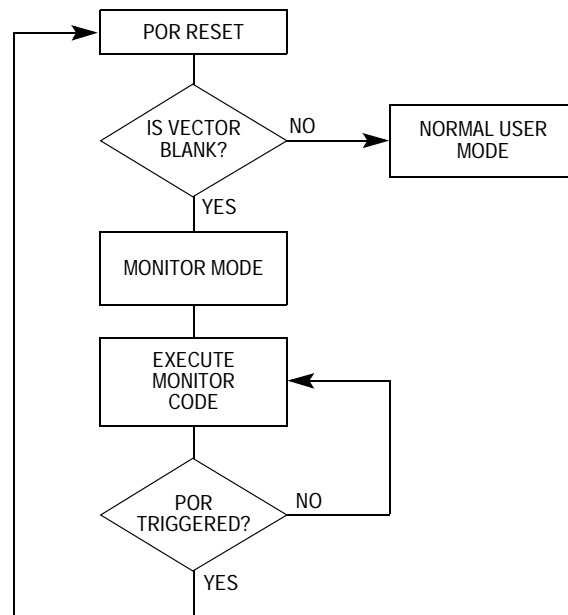 POR RESET
IS VECTOR
BLANK?
NO
NORMAL USER
MODE
YES
MONITOR MODE
EXECUTE
MONITOR
CODE
POR
TRIGGERED?
NO
YES